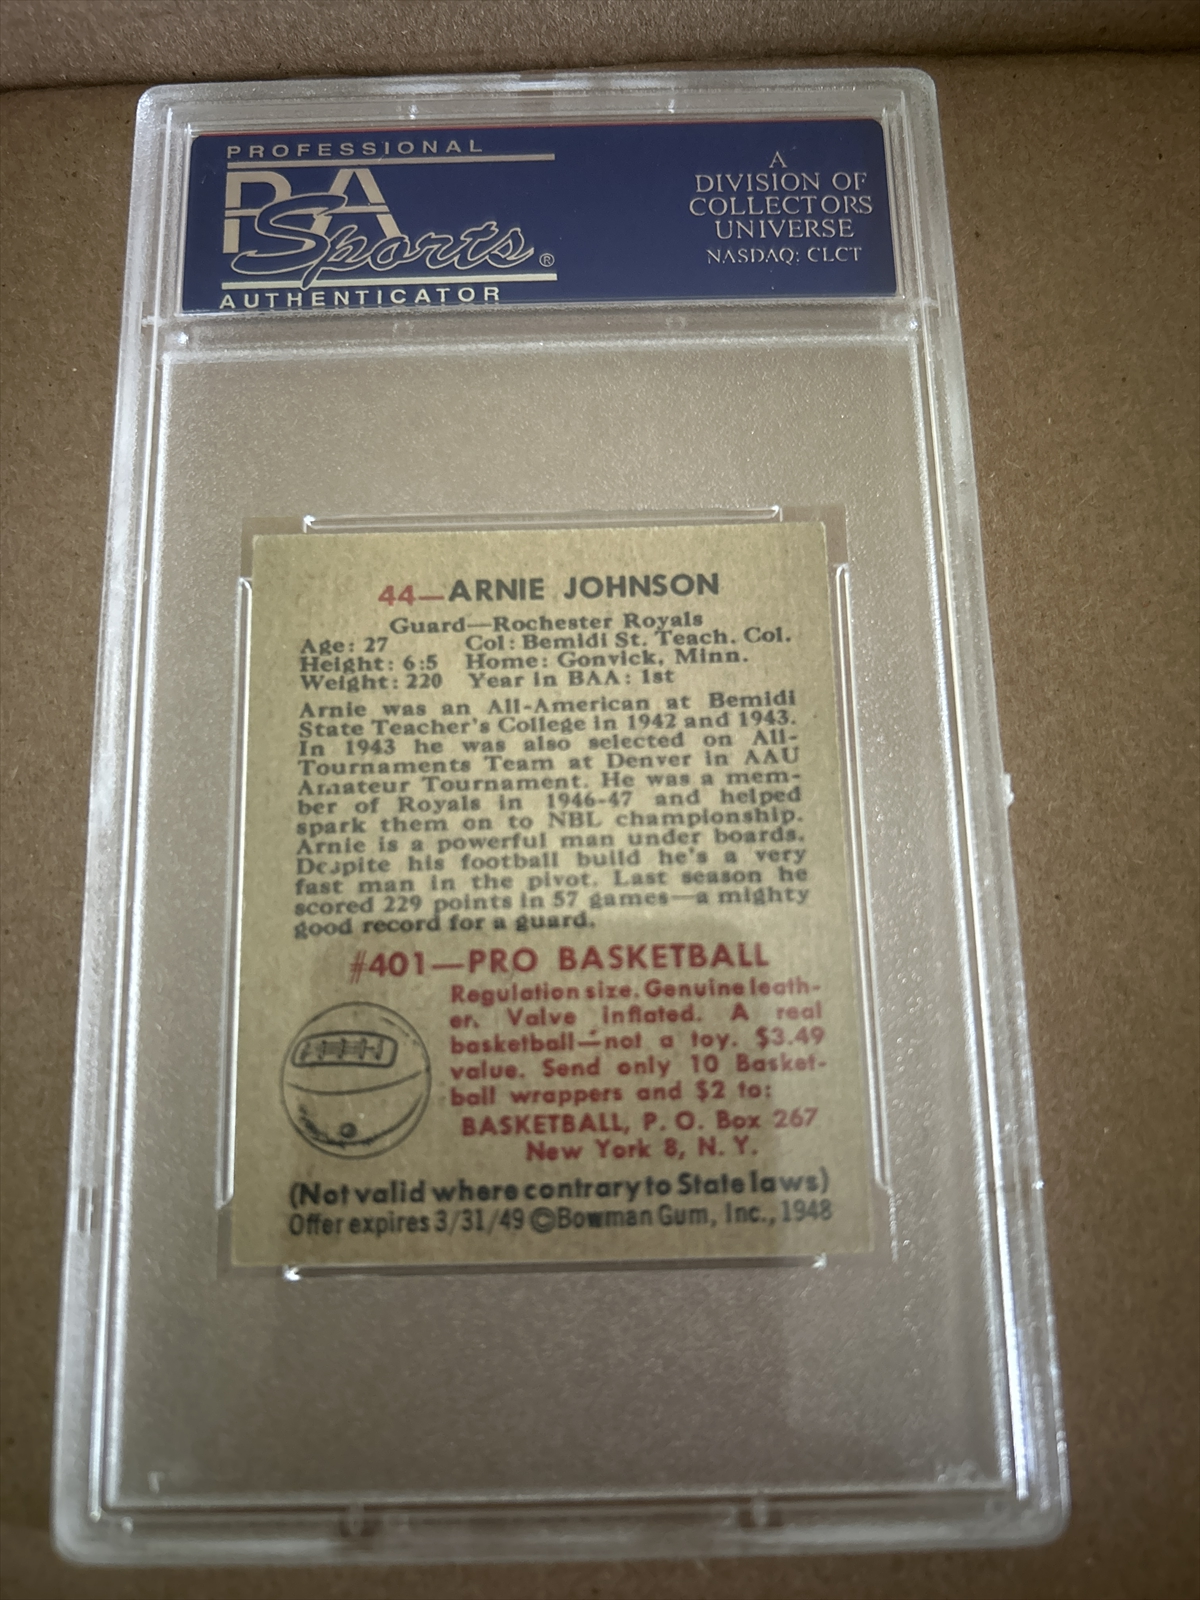 PROFESSIONAL
PSA
Sports®
AUTHENTICATOR
A
DIVISION OF
COLLECTORS
UNIVERSE
NASDAQ: CLCT
44—ARNIE JOHNSON
Guard—Rochester Royals
Age: 27 Col: Bemidi St. Teach. Col.
Height: 6:5 Home: Gonvick, Minn.
Weight: 220 Year in BAA: 1st
Arnie was an All-American at Bemidi
State Teacher's College in 1942 and 1943.
In 1943 he was also selected on All-
Tournaments Team at Denver in AAU
Amateur Tournament. He was a mem-
ber of Royals in 1946-47 and helped
spark them on to NBL championship.
Arnie is a powerful man under boards.
Despite his football build he's a very
fast man in the pivot. Last season he
scored 229 points in 57 games—a mighty
good record for a guard.
#401—PRO BASKETBALL
Regulation size. Genuine leath-
er. Valve inflated. A real
basketball—not a toy. $3.49
value. Send only 10 Basket-
ball wrappers and $2 to:
BASKETBALL, P. O. Box 267
New York 8, N. Y.
(Not valid where contrary to State laws)
Offer expires 3/31/49 ©Bowman Gum, Inc., 1948